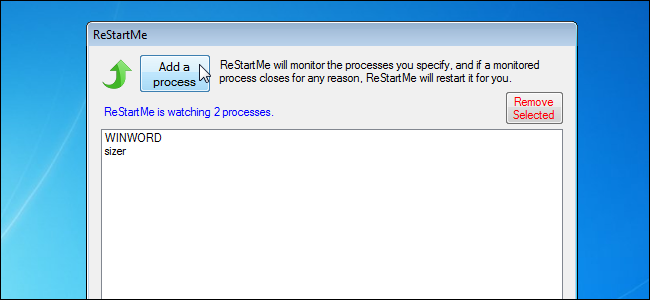 ReStartMe
Add a
process
ReStartMe will monitor the processes you specify, and if a monitored
process closes for any reason, ReStartMe will restart it for you.
ReStartMe is watching 2 processes.
Remove
Selected
WINWORD
sizer